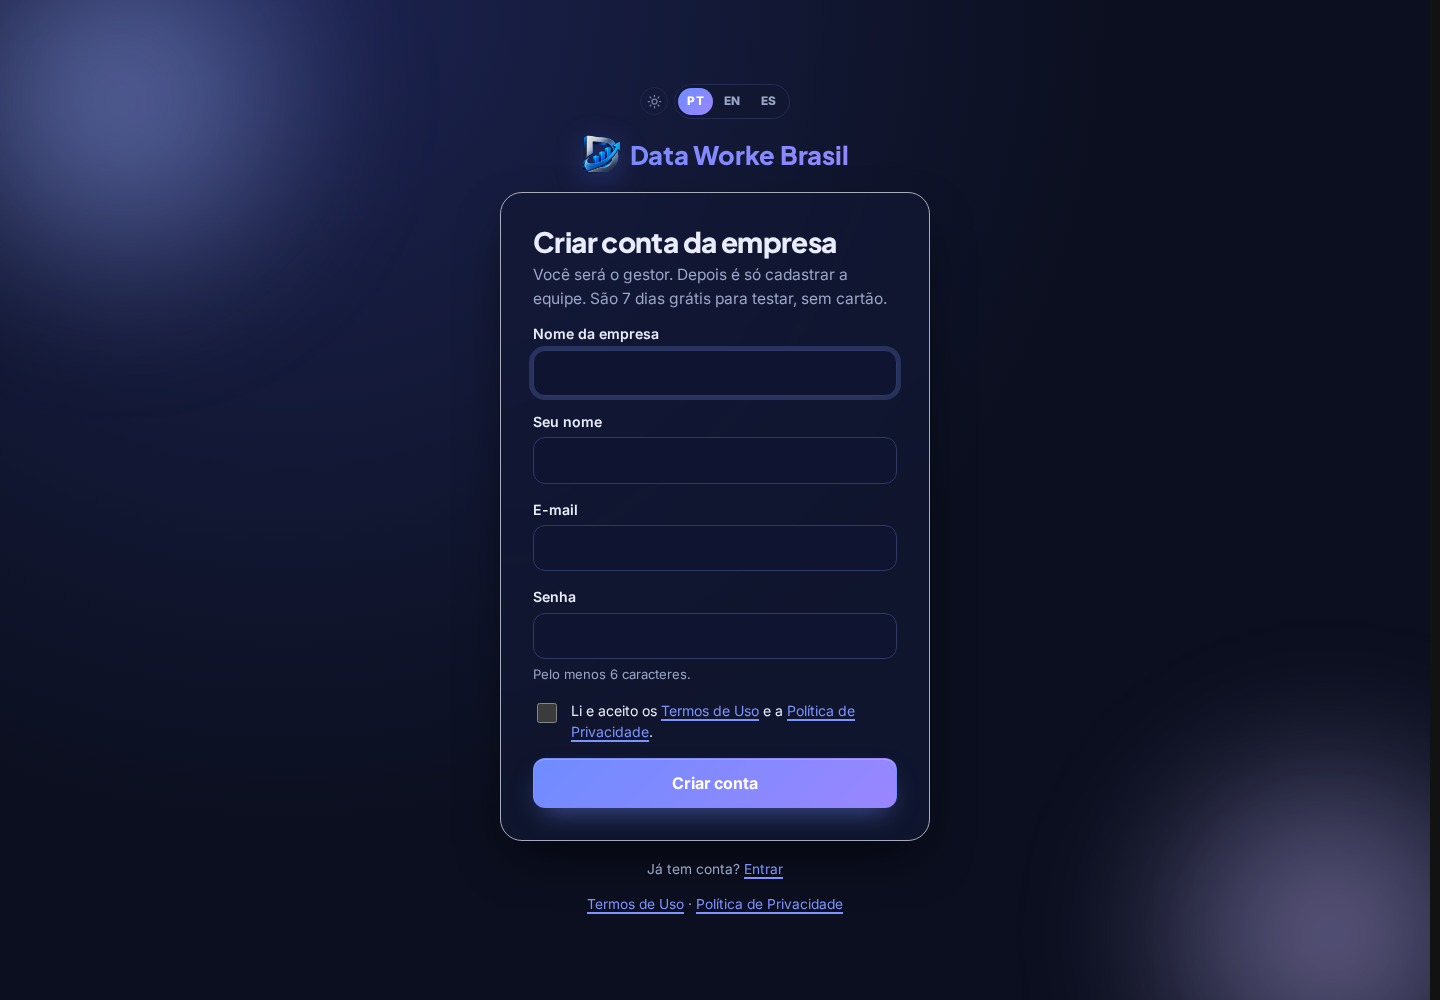 PT EN ES
Data Worke Brasil
Criar conta da empresa
Você será o gestor. Depois é só cadastrar a
equipe. São 7 dias grátis para testar, sem cartão.
Nome da empresa
Seu nome
E-mail
Senha
Pelo menos 6 caracteres.
Li e aceito os Termos de Uso e a Política de
Privacidade.
Criar conta
Já tem conta? Entrar
Termos de Uso · Política de Privacidade